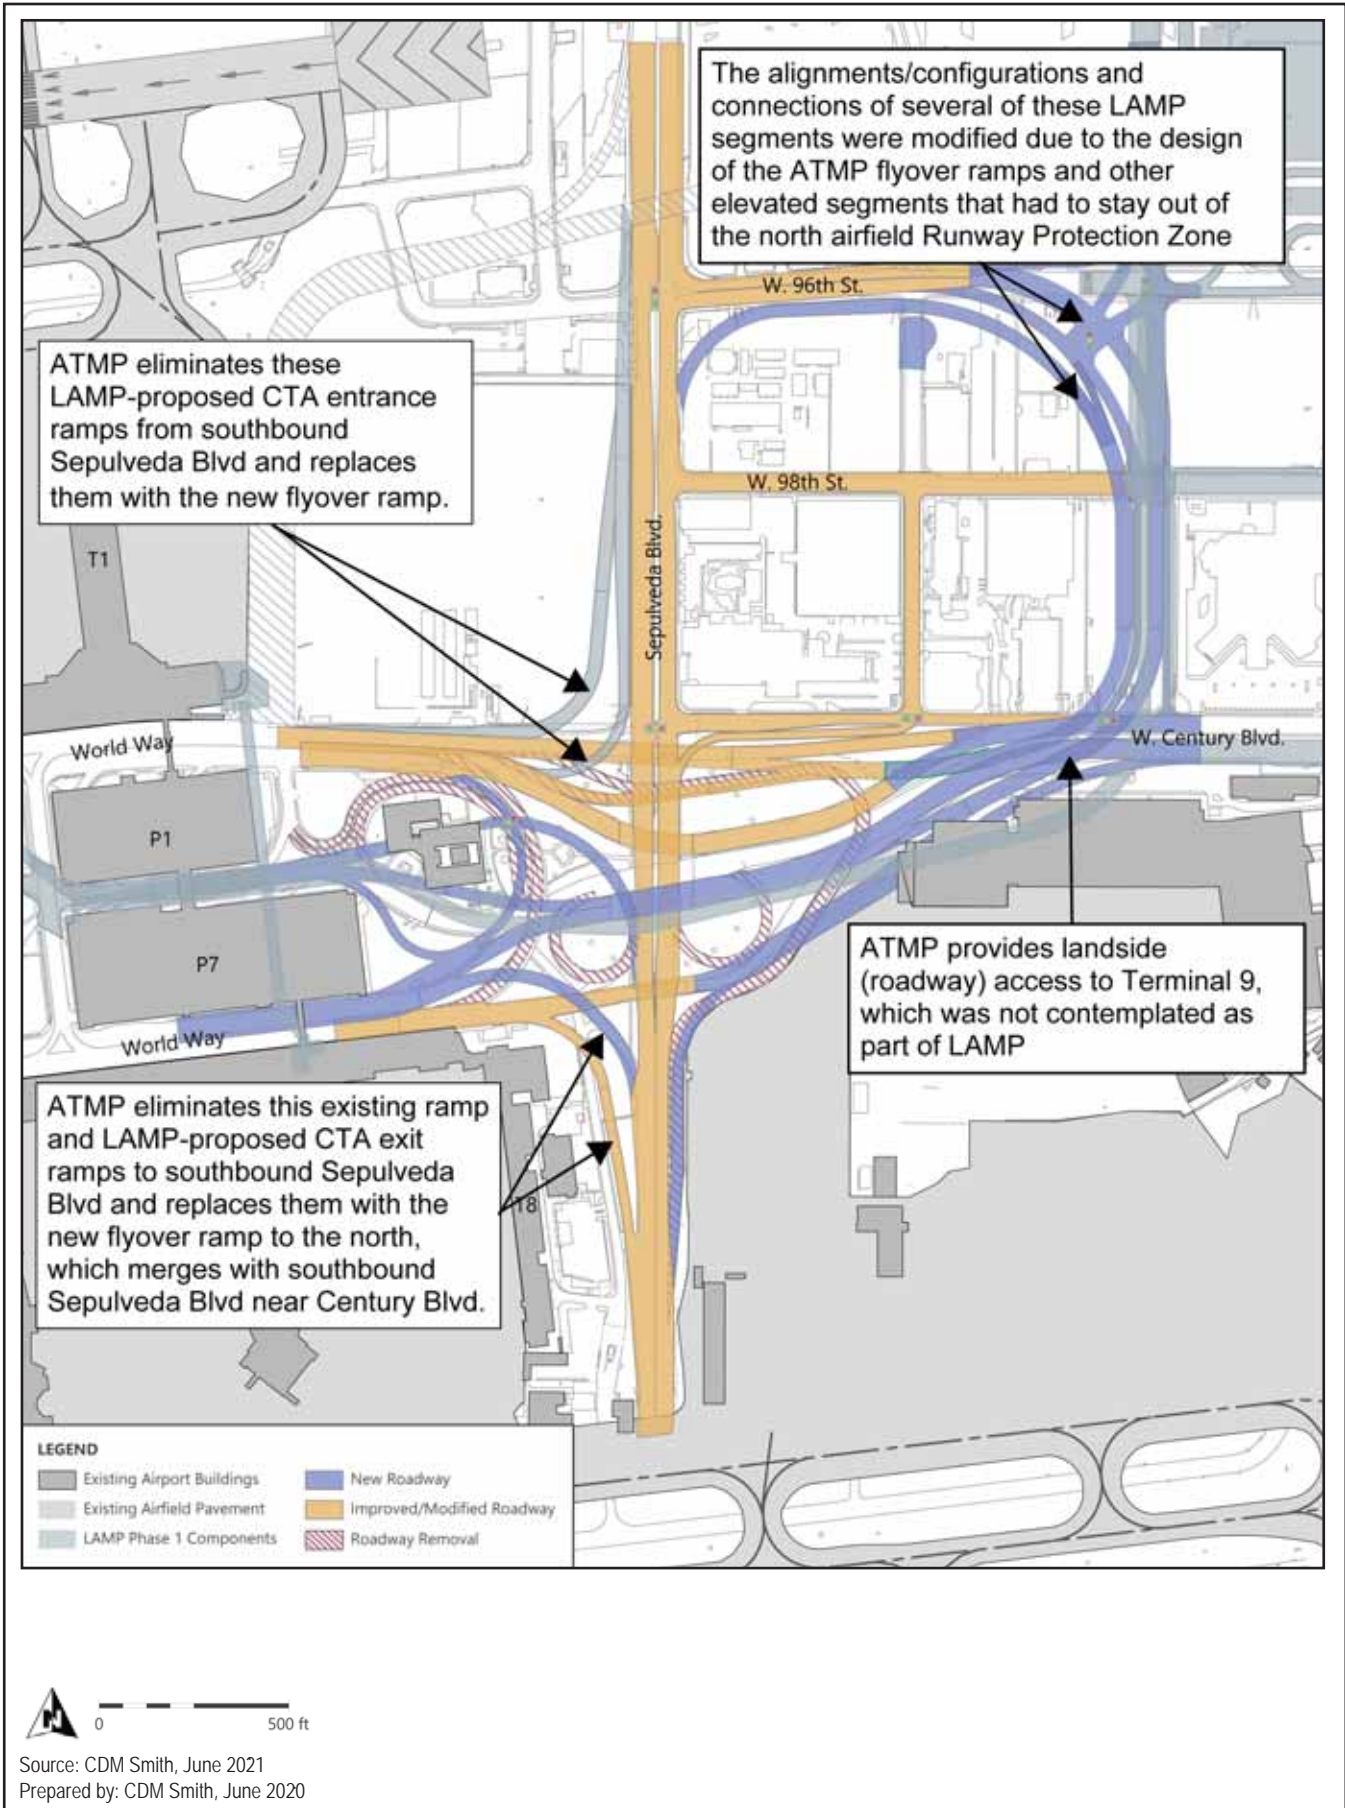 The alignments/configurations and
connections of several of these LAMP
segments were modified due to the design
of the ATMP flyover ramps and other
elevated segments that had to stay out of
the north airfield Runway Protection Zone
W. 96th St.
ATMP eliminates these
LAMP-proposed CTA entrance
ramps from southbound
Sepulveda Blvd and replaces
them with the new flyover ramp.
W. 98th St.
Sepulveda Blvd.
T1
World Way
W. Century Blvd.
P1
P7
World Way
ATMP provides landside
(roadway) access to Terminal 9,
which was not contemplated as
part of LAMP
ATMP eliminates this existing ramp
and LAMP-proposed CTA exit
ramps to southbound Sepulveda
Blvd and replaces them with the
new flyover ramp to the north,
which merges with southbound
Sepulveda Blvd near Century Blvd.
T8
LEGEND
Existing Airport Buildings
Existing Airfield Pavement
LAMP Phase 1 Components
New Roadway
Improved/Modified Roadway
Roadway Removal
N
0 500 ft
Source: CDM Smith, June 2021
Prepared by: CDM Smith, June 2020